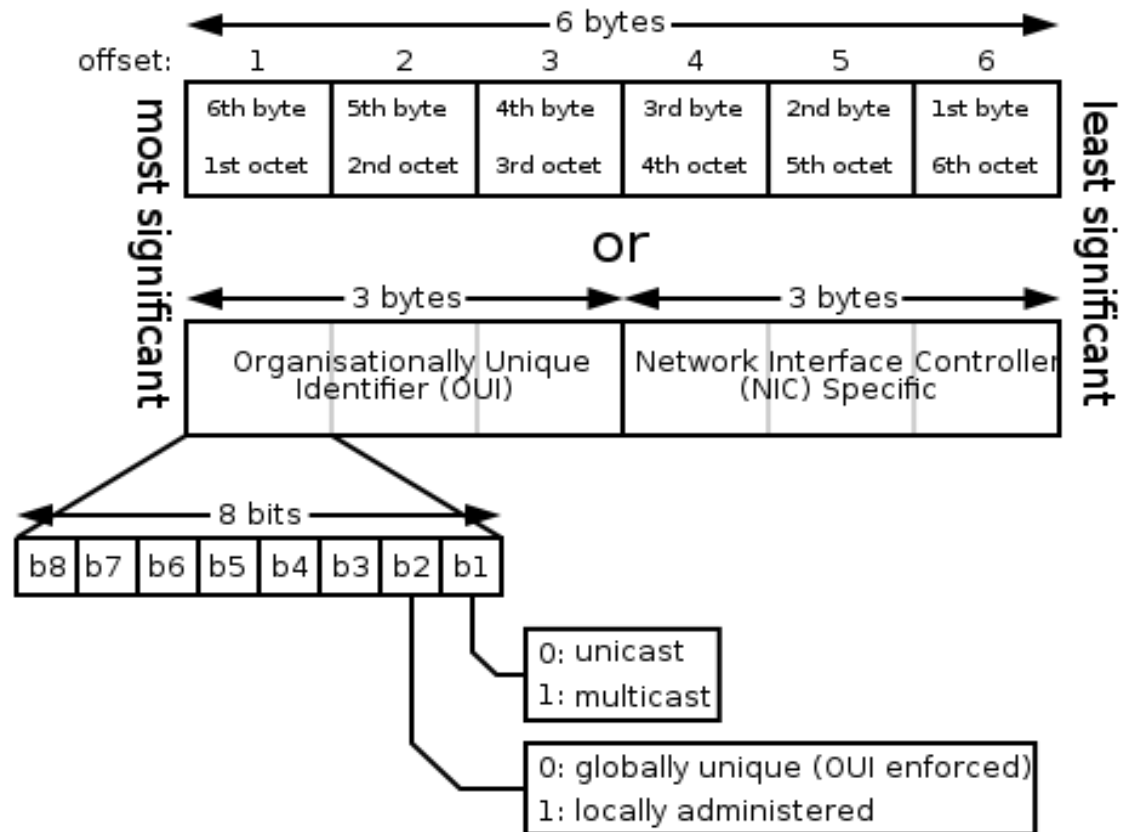 6 bytes
offset: 1 2 3 4 5 6
most significant
6th byte 5th byte 4th byte 3rd byte 2nd byte 1st byte
1st octet 2nd octet 3rd octet 4th octet 5th octet 6th octet
least significant
or
3 bytes 3 bytes
Organisationally Unique
Identifier (OUI)
Network Interface Controller
(NIC) Specific
8 bits
b8 b7 b6 b5 b4 b3 b2 b1
0: unicast
1: multicast
0: globally unique (OUI enforced)
1: locally administered